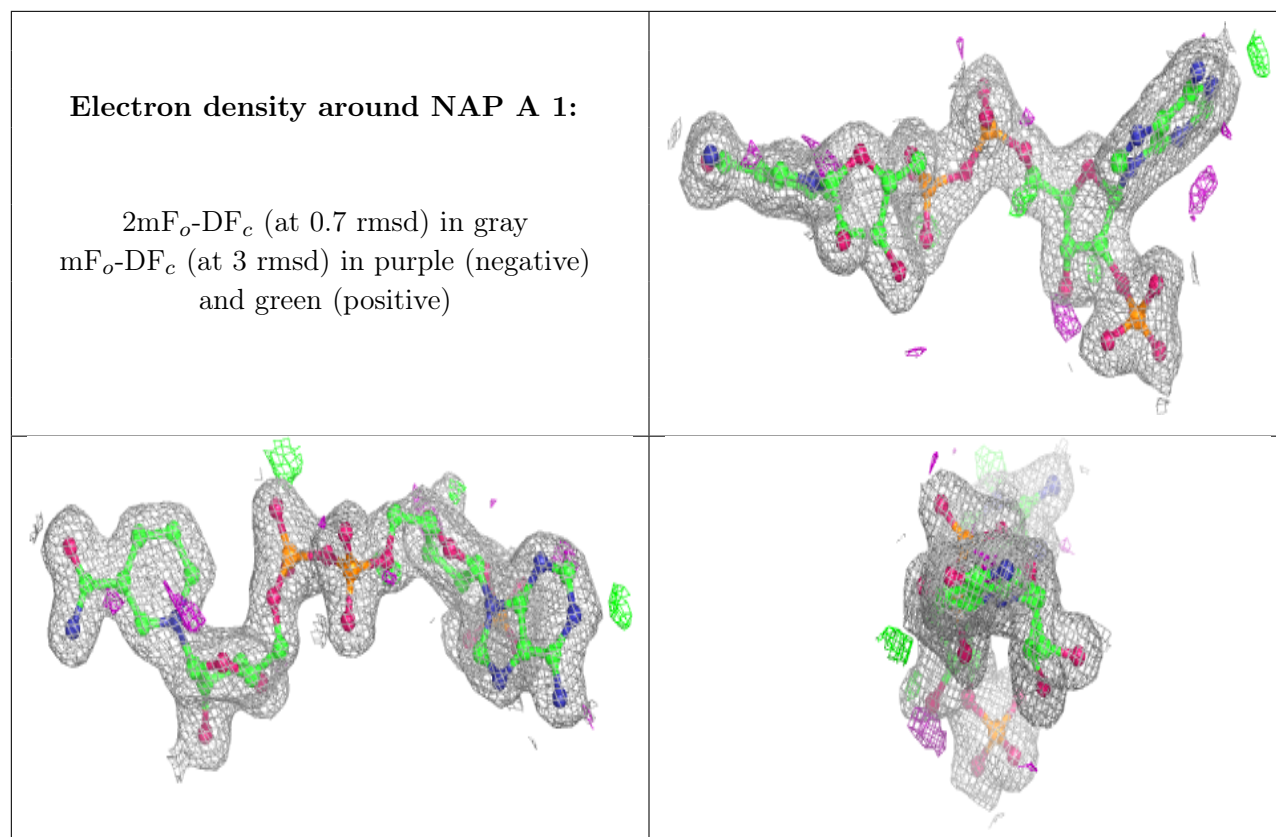 Electron density around NAP A 1:
2mFo-DFc (at 0.7 rmsd) in gray
mFo-DFc (at 3 rmsd) in purple (negative)
and green (positive)